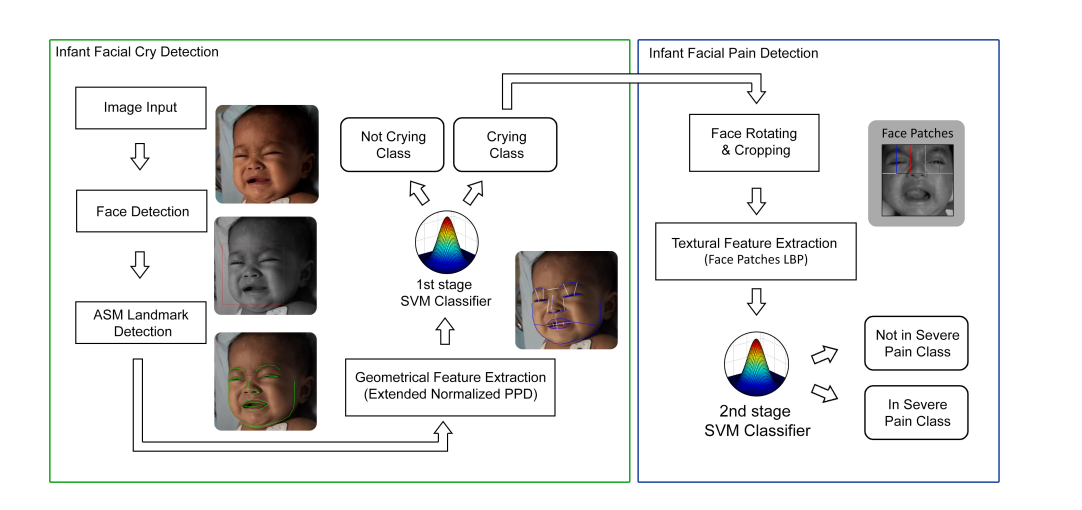 Infant Facial Cry Detection
Image Input
Face Detection
ASM Landmark
Detection
Geometrical Feature Extraction
(Extended Normalized PPD)
1st stage
SVM Classifier
Not Crying
Class
Crying
Class
Infant Facial Pain Detection
Face Rotating
& Cropping
Face Patches
Textural Feature Extraction
(Face Patches LBP)
2nd stage
SVM Classifier
Not in Severe
Pain Class
In Severe
Pain Class